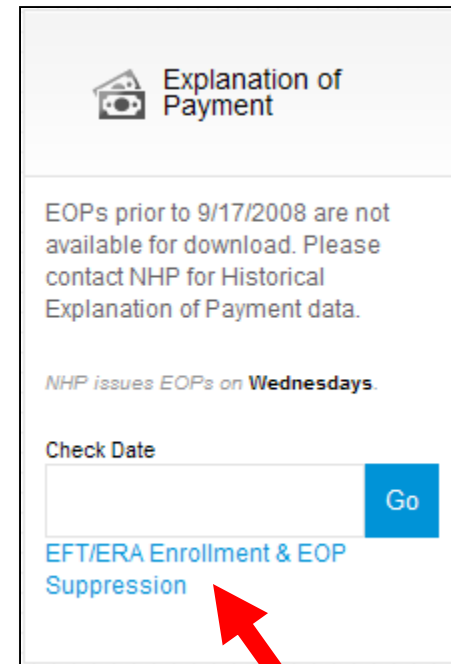 Explanation of
Payment
EOPs prior to 9/17/2008 are not
available for download. Please
contact NHP for Historical
Explanation of Payment data.
NHP issues EOPs on Wednesdays.
Check Date
Go
EFT/ERA Enrollment & EOP
Suppression